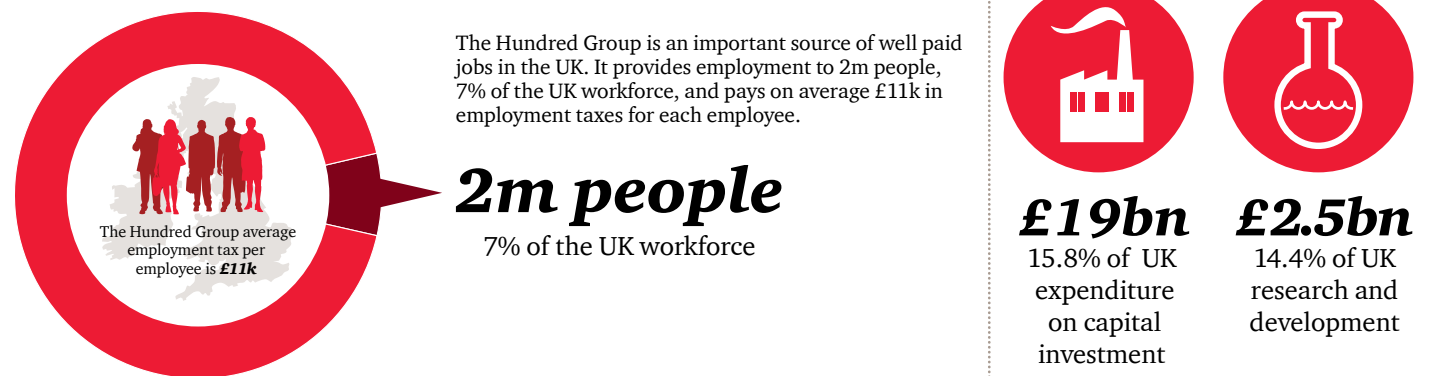 The Hundred Group average
employment tax per
employee is £11k
The Hundred Group is an important source of well paid
jobs in the UK. It provides employment to 2m people,
7% of the UK workforce, and pays on average £11k in
employment taxes for each employee.
2m people
7% of the UK workforce
£19bn
15.8% of UK
expenditure
on capital
investment
£2.5bn
14.4% of UK
research and
development